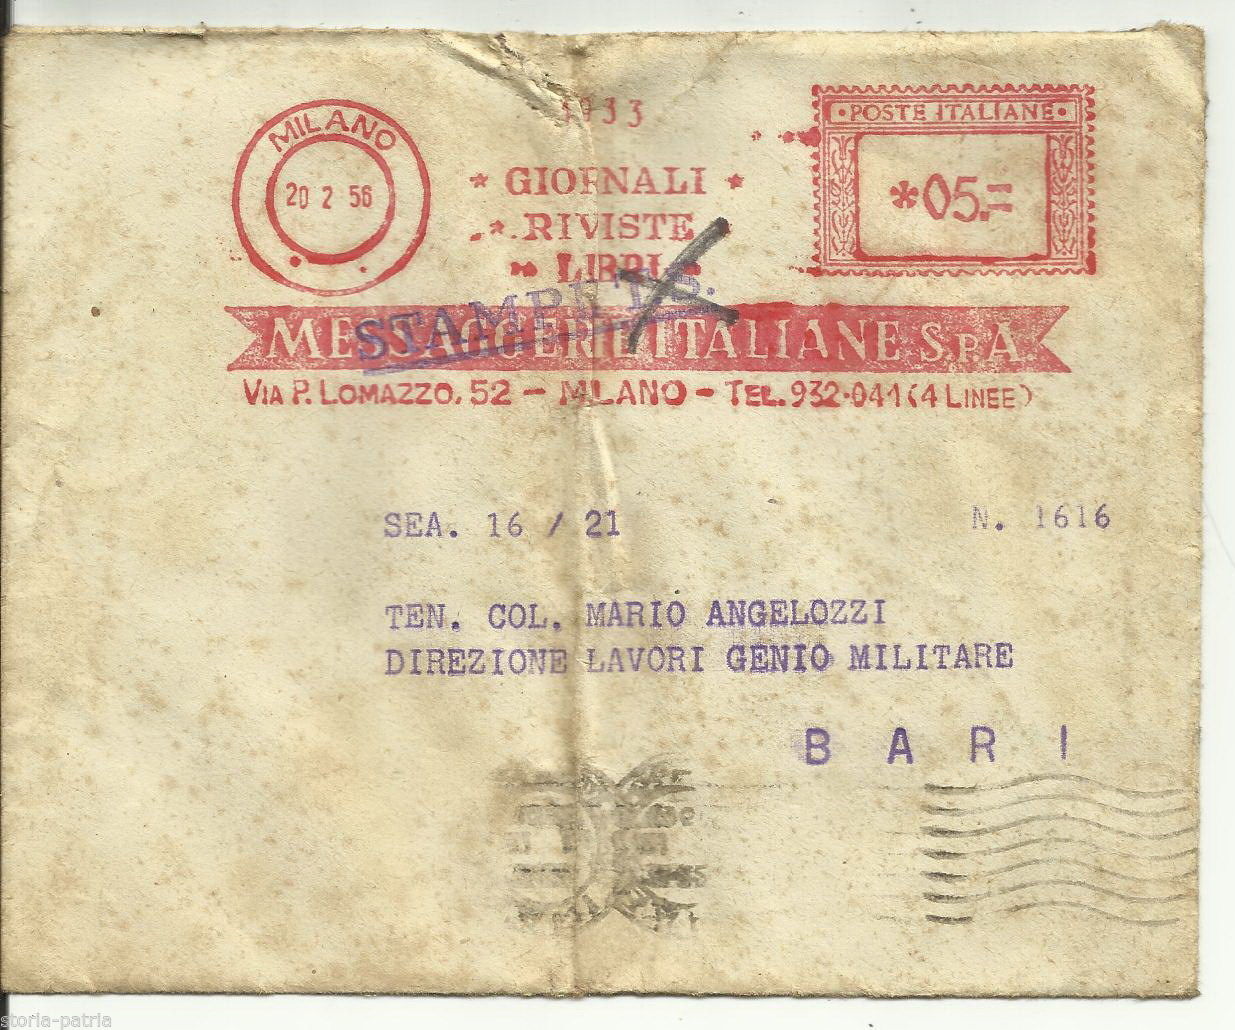 MILANO
20 2 56
POSTE ITALIANE
*05.=
* GIORNALI *
* RIVISTE *
LIBRI
STAMPE T.S.
MESSAGGERIE ITALIANE S.P.A.
VIA P. LOMAZZO, 52 - MILANO - TEL. 932-041 (4 LINEE)
SEA. 16 / 21 N. 1616
TEN. COL. MARIO ANGELOZZI
DIREZIONE LAVORI GENIO MILITARE
B A R I
storia-patria